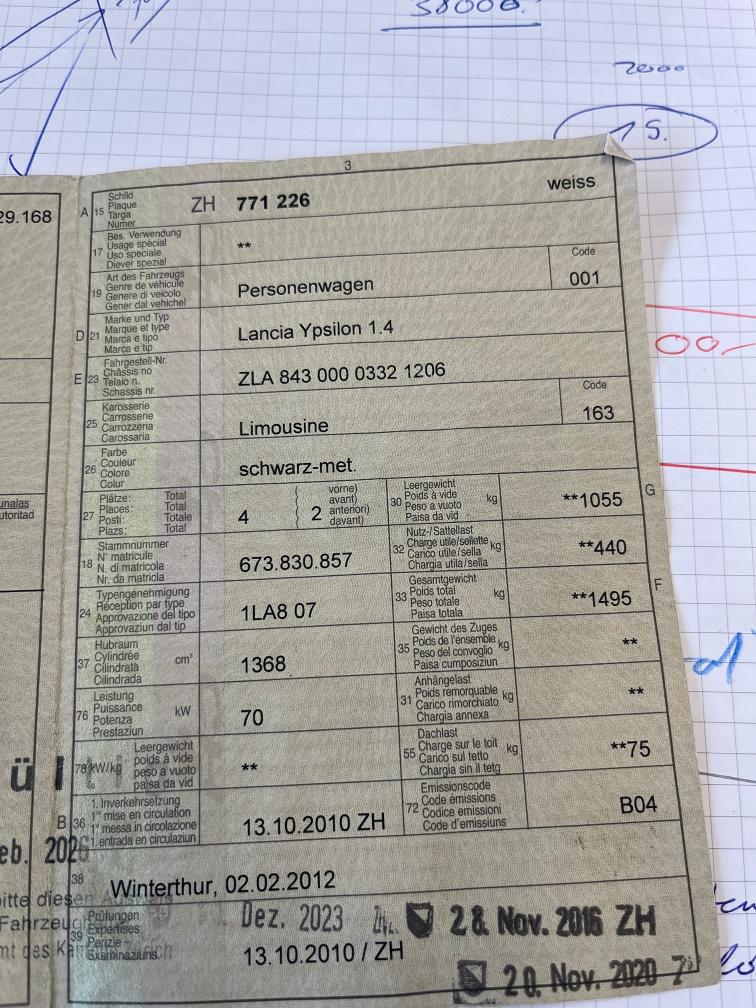 38000.-
2000
15.
3
29.168
A 15 Schild
Plaque
Targa
Numer
ZH 771 226
weiss
17 Bes. Verwendung
Usage spécial
Uso speciale
Diever spezial
**
19 Art des Fahrzeugs
Genre de véhicule
Genere di veicolo
Gener dal vehichel
Personenwagen
Code
001
D 21 Marke und Typ
Marque et type
Marca e tipo
Marca e tip
Lancia Ypsilon 1.4
E 23 Fahrgestell-Nr.
Châssis no
Telaio n.
Schassis nr.
ZLA 843 000 0332 1206
25 Karosserie
Carrosserie
Carrozzeria
Carossaria
Limousine
Code
163
26 Farbe
Couleur
Colore
Colur
schwarz-met.
27 Plätze: Total
Places: Total
Posti: Totale
Plazs: Total
4
2
vorne)
avant)
anteriori)
davant)
30 Leergewicht
Poids à vide
Peso a vuoto
Paisa da vid
kg
**1055
G
18 Stammnummer
N° matricule
N. di matricola
Nr. da matricla
673.830.857
32 Nutz-/Sattellast
Charge utile/sellette
Carico utile/sella
Chargia utila/sella
kg
**440
24 Typengenehmigung
Réception par type
Approvazione del tipo
Approvaziun dal tip
1LA8 07
33 Gesamtgewicht
Poids total
Peso totale
Paisa totala
kg
**1495
F
37 Hubraum
Cylindrée
Cilindrata
Cilindrada
cm³
1368
35 Gewicht des Zuges
Poids de l'ensemble
Peso del convoglio
Paisa cumposiziun
kg
**
76 Leistung
Puissance
Potenza
Prestaziun
kW
70
31 Anhängelast
Poids remorquable
Carico rimorchiato
Chargia annexa
kg
**
78 kW/kg Leergewicht
poids à vide
peso a vuoto
paisa da vid
**
55 Dachlast
Charge sur le toit
Carico sul tetto
Chargia sin il tetg
kg
**75
B 36 1. Inverkehrsetzung
1re mise en circulation
1a messa in circolazione
1. entrada en circulaziun
13.10.2010 ZH
72 Emissionscode
Code émissions
Codice emissioni
Code d'emissiuns
B04
38
Winterthur, 02.02.2012
39 Prüfungen
Expertises
Perizie
Examinaziuns
Dez. 2023
28. Nov. 2016 ZH
13.10.2010 / ZH
20. Nov. 2020
00.-